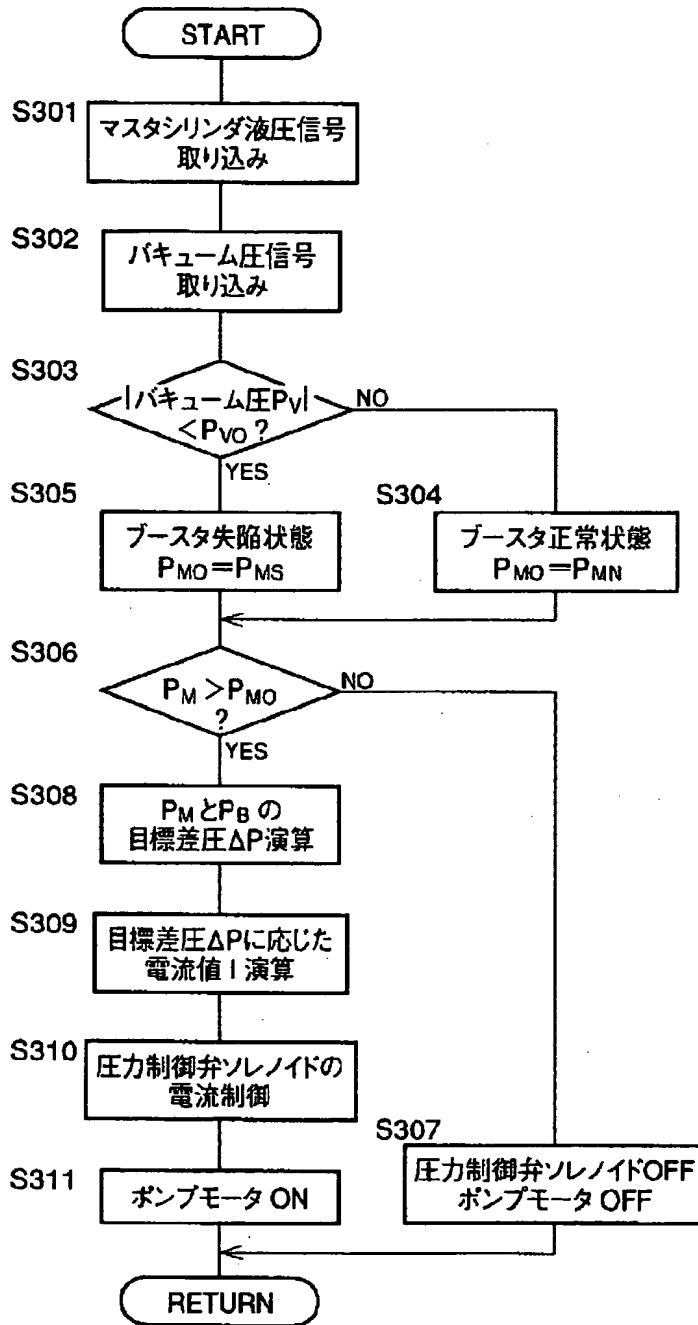 START
S301
マスタシリンダ液圧信号
取り込み
S302
バキューム圧信号
取り込み
S303
|バキューム圧PV|
<PVO?
NO
YES
S305
ブースタ失陥状態
PMO=PMS
S304
ブースタ正常状態
PMO=PMN
S306
PM>PMO
?
NO
YES
S308
PMとPBの
目標差圧ΔP演算
S309
目標差圧ΔPに応じた
電流値I演算
S310
圧力制御弁ソレノイドの
電流制御
S307
圧力制御弁ソレノイドOFF
ポンプモータ OFF
S311
ポンプモータ ON
RETURN